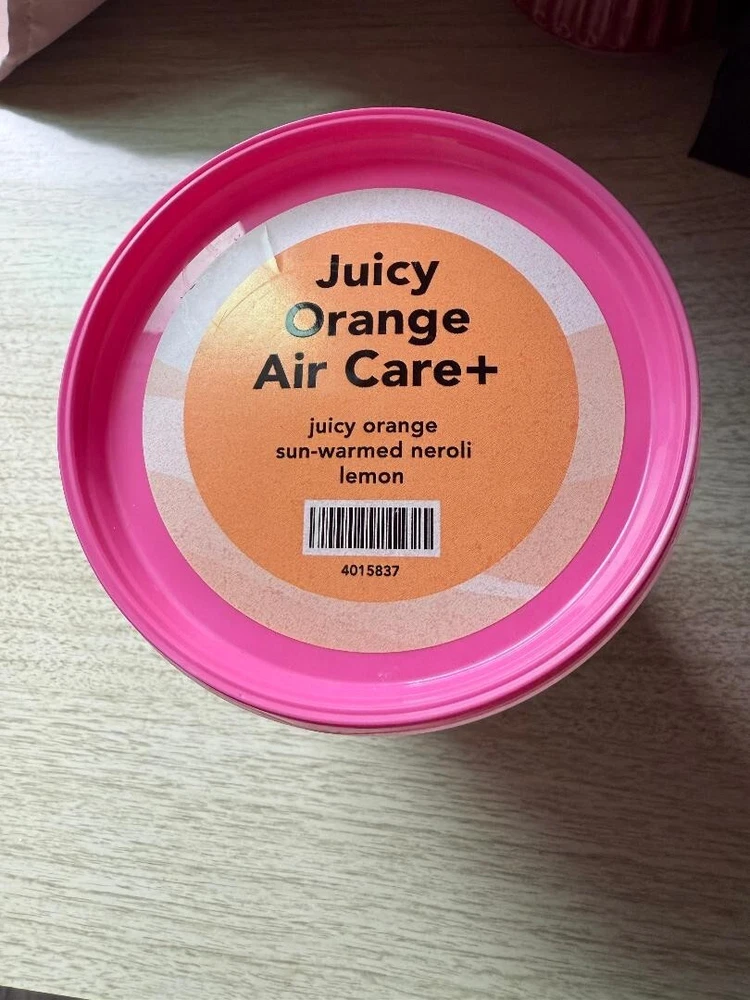 Juicy
Orange
Air Care+
juicy orange
sun-warmed neroli
lemon
4015837